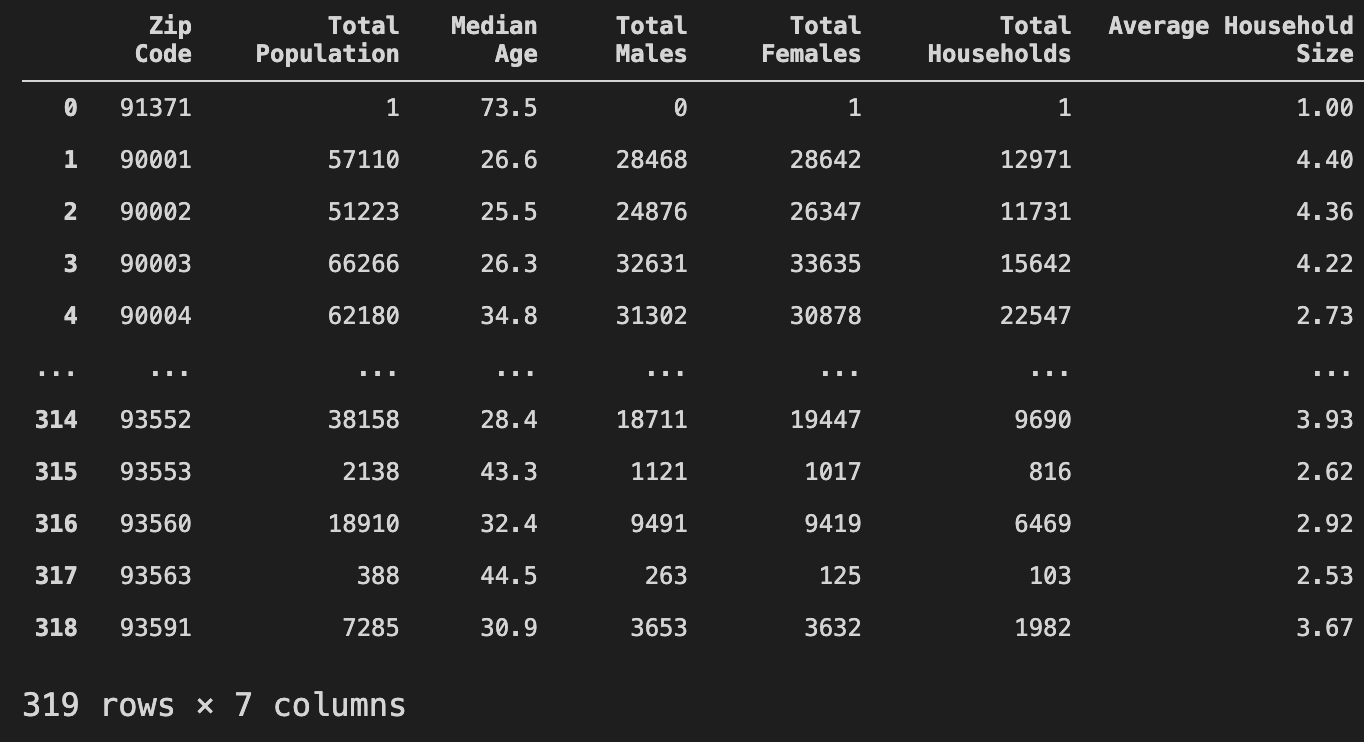 Zip Total Median Total Total Total Average Household
Code Population Age Males Females Households Size
0 91371 1 73.5 0 1 1 1.00
1 90001 57110 26.6 28468 28642 12971 4.40
2 90002 51223 25.5 24876 26347 11731 4.36
3 90003 66266 26.3 32631 33635 15642 4.22
4 90004 62180 34.8 31302 30878 22547 2.73
... ... ... ... ... ... ... ...
314 93552 38158 28.4 18711 19447 9690 3.93
315 93553 2138 43.3 1121 1017 816 2.62
316 93560 18910 32.4 9491 9419 6469 2.92
317 93563 388 44.5 263 125 103 2.53
318 93591 7285 30.9 3653 3632 1982 3.67
319 rows × 7 columns